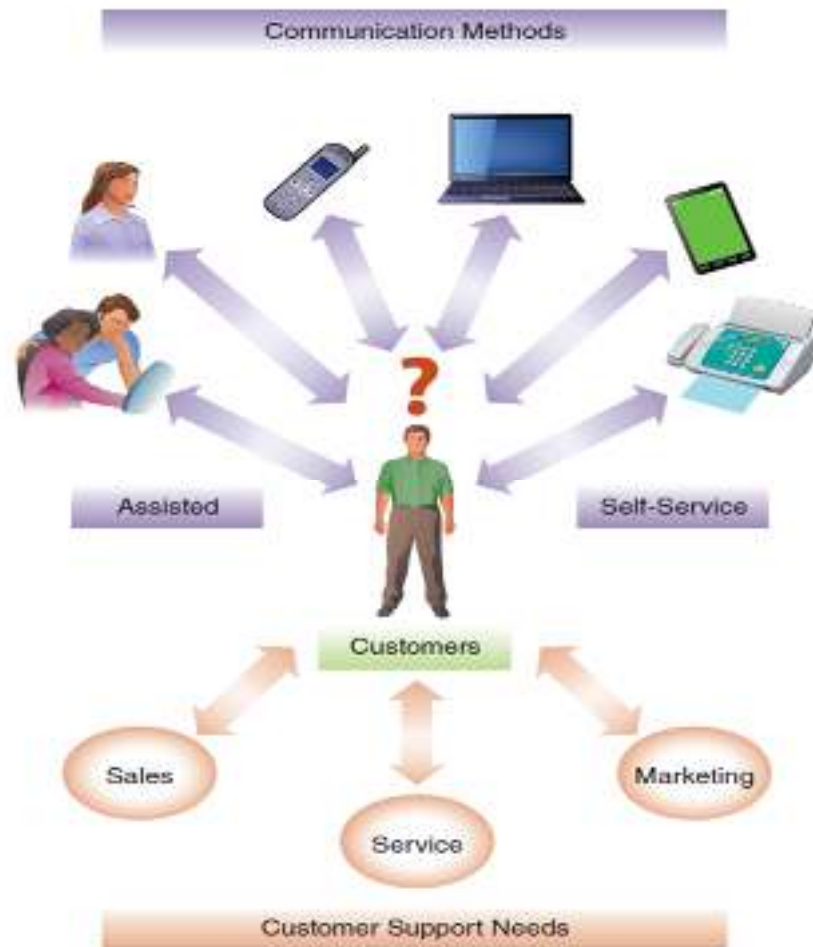 Communication Methods
?
Assisted
Self-Service
Customers
Sales
Marketing
Service
Customer Support Needs